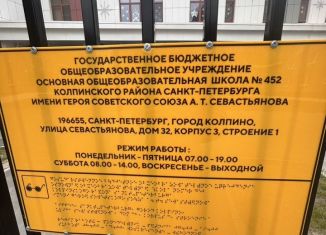 ГОСУДАРСТВЕННОЕ БЮДЖЕТНОЕ
ОБЩЕОБРАЗОВАТЕЛЬНОЕ УЧРЕЖДЕНИЕ
ОСНОВНАЯ ОБЩЕОБРАЗОВАТЕЛЬНАЯ ШКОЛА № 452
КОЛПИНСКОГО РАЙОНА САНКТ-ПЕТЕРБУРГА
ИМЕНИ ГЕРОЯ СОВЕТСКОГО СОЮЗА А. Т. СЕВАСТЬЯНОВА
196655, САНКТ-ПЕТЕРБУРГ, ГОРОД КОЛПИНО,
УЛИЦА СЕВАСТЬЯНОВА, ДОМ 32, КОРПУС 3, СТРОЕНИЕ 1
РЕЖИМ РАБОТЫ:
ПОНЕДЕЛЬНИК - ПЯТНИЦА 07.00 - 19.00
СУББОТА 08.00 - 14.00, ВОСКРЕСЕНЬЕ - ВЫХОДНОЙ